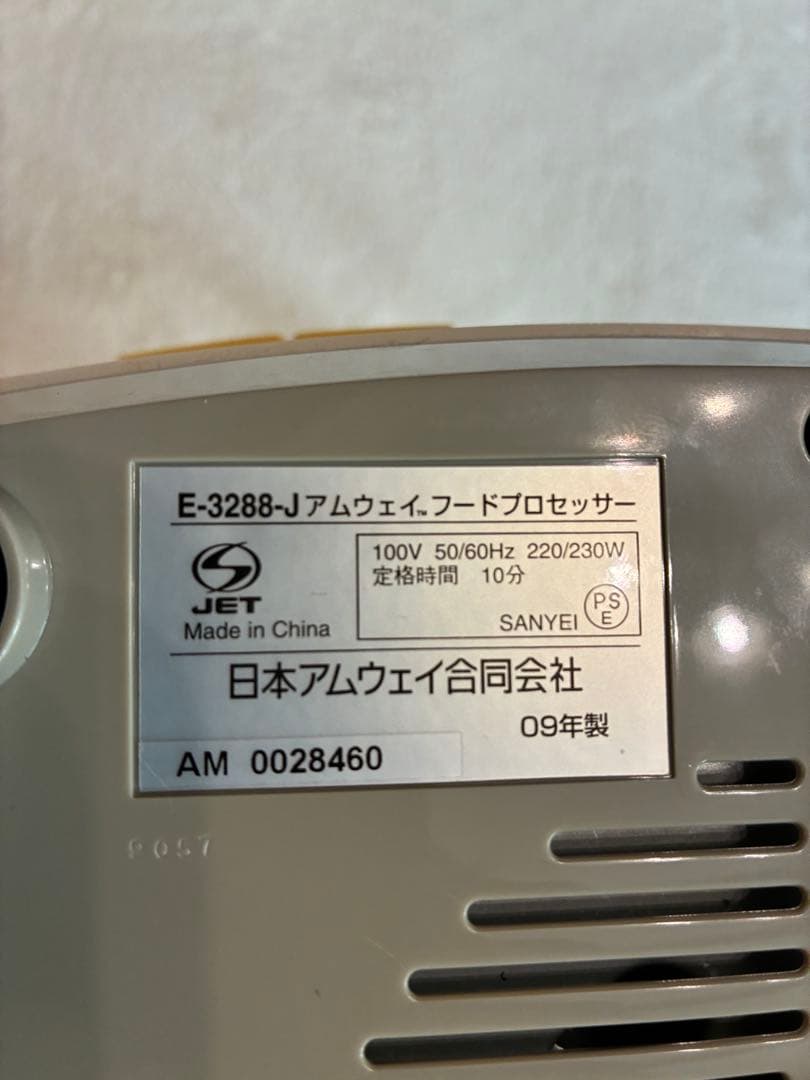 E-3288-J アムウェイ™ フードプロセッサー
JET
Made in China
100V 50/60Hz 220/230W
定格時間 10分
SANYEI
PS
E
日本アムウェイ合同会社
09年製
AM 0028460